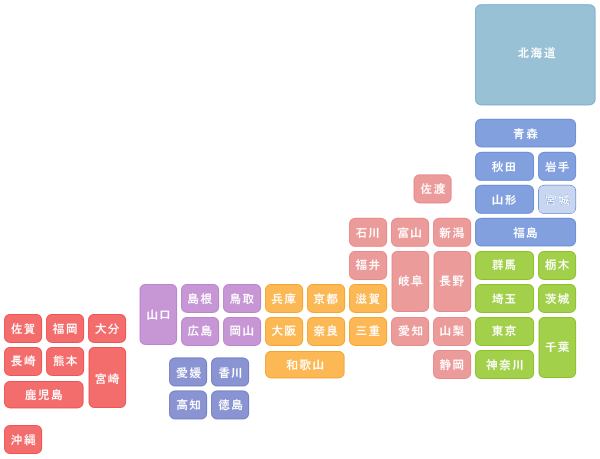 北海道
青森
秋田 岩手
佐渡
山形 宮城
石川 富山 新潟 福島
福井 岐阜 長野 群馬 栃木
山口 島根 鳥取 兵庫 京都 滋賀 埼玉 茨城
佐賀 福岡 大分 広島 岡山 大阪 奈良 三重 愛知 山梨 東京 千葉
長崎 熊本 宮崎 愛媛 香川 和歌山 静岡 神奈川
鹿児島 高知 徳島
沖縄